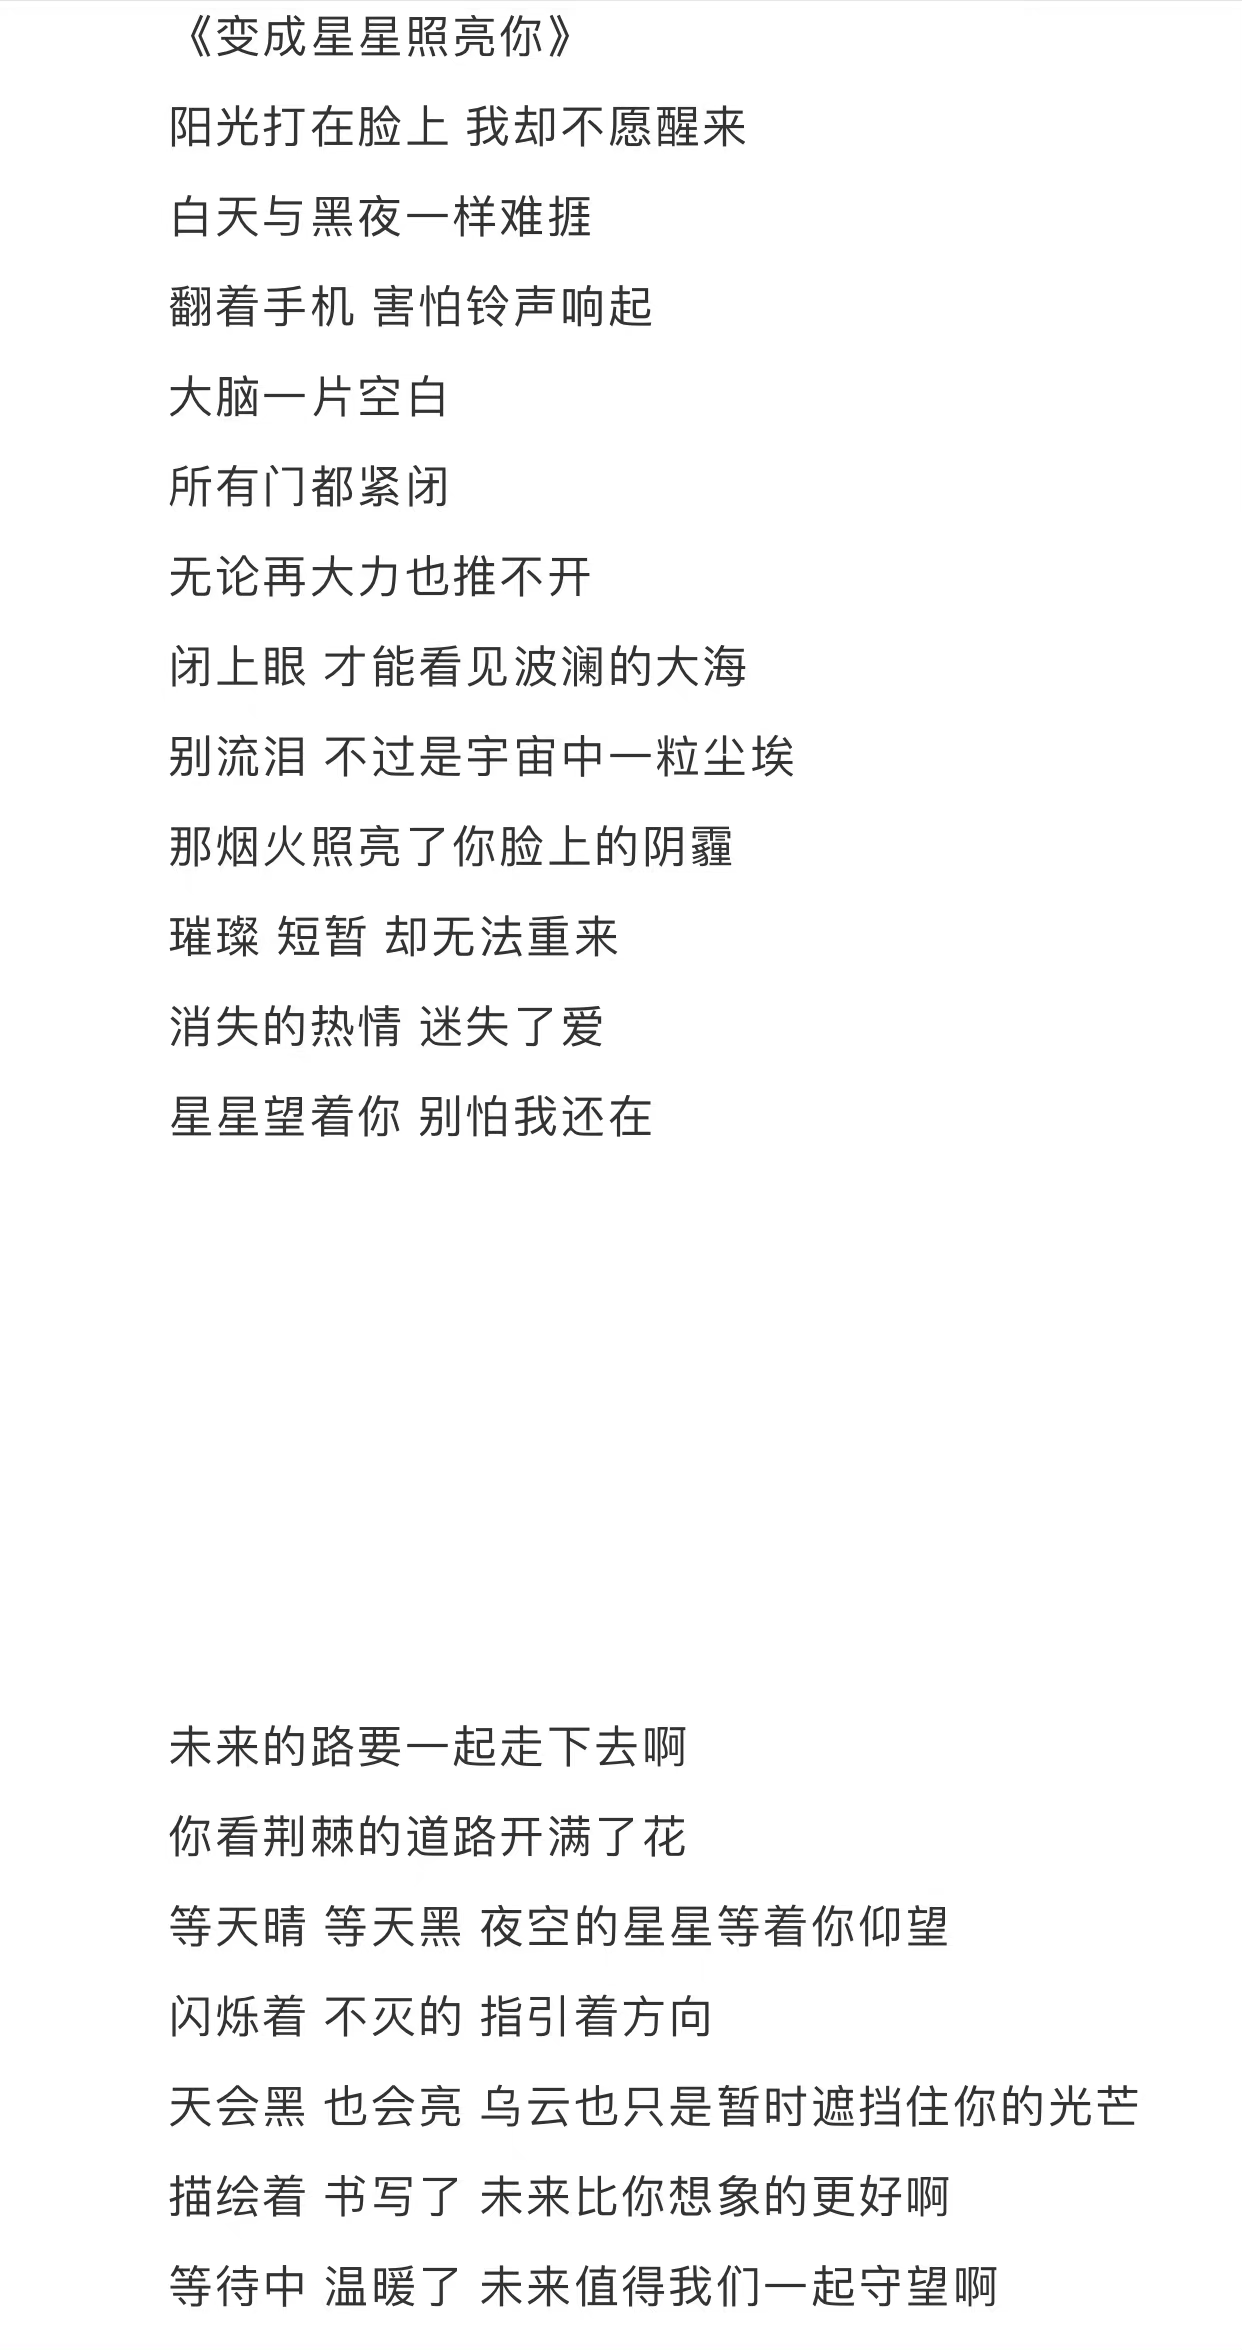 《变成星星照亮你》
阳光打在脸上 我却不愿醒来
白天与黑夜一样难捱
翻着手机 害怕铃声响起
大脑一片空白
所有门都紧闭
无论再大力也推不开
闭上眼 才能看见波澜的大海
别流泪 不过是宇宙中一粒尘埃
那烟火照亮了你脸上的阴霾
璀璨 短暂 却无法重来
消失的热情 迷失了爱
星星望着你 别怕我还在
未来的路要一起走下去啊
你看荆棘的道路开满了花
等天晴 等天黑 夜空的星星等着你仰望
闪烁着 不灭的 指引着方向
天会黑 也会亮 乌云也只是暂时遮挡住你的光芒
描绘着 书写了 未来比你想象的更好啊
等待中 温暖了 未来值得我们一起守望啊